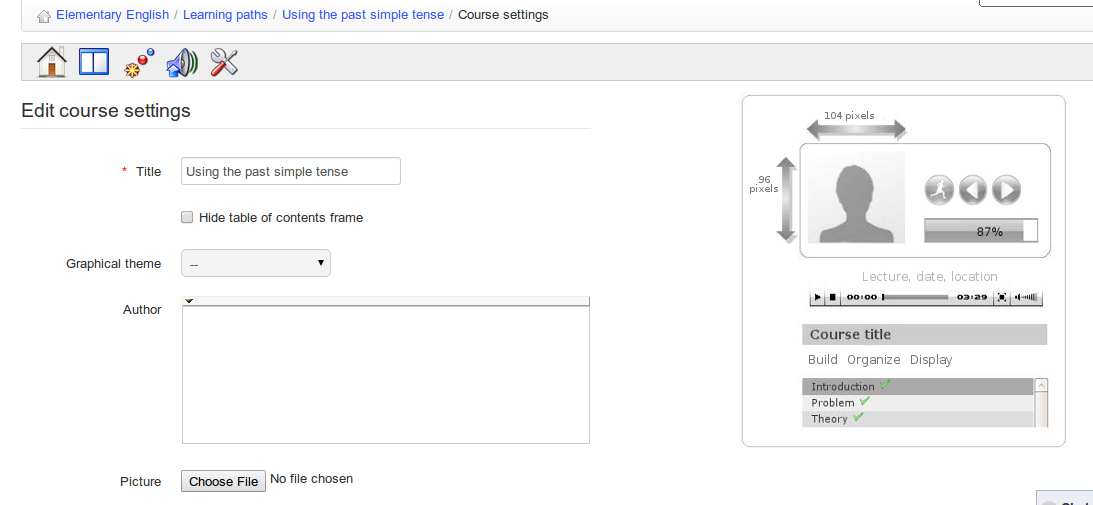 Elementary English / Learning paths / Using the past simple tense / Course settings
Edit course settings
* Title Using the past simple tense
Hide table of contents frame
Graphical theme --
Author
Picture Choose File No file chosen
104 pixels
96
pixels
87%
Lecture, date, location
00:00 03:29
Course title
Build Organize Display
Introduction
Problem
Theory